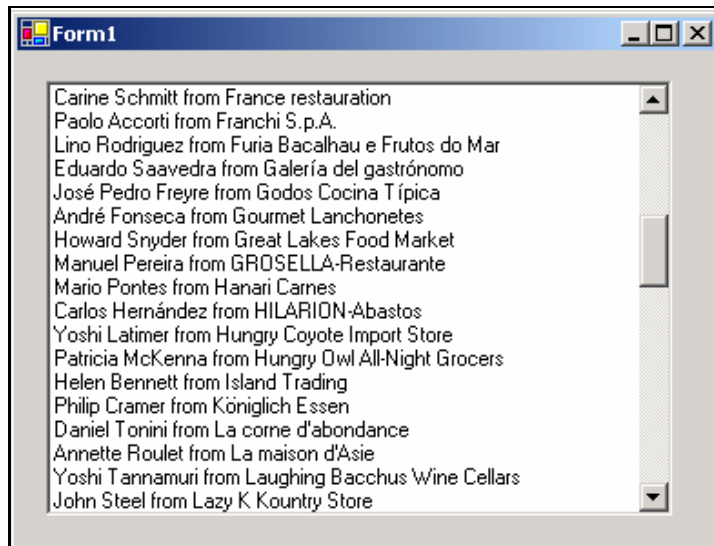 Form1
Carine Schmitt from France restauration
Paolo Accorti from Franchi S.p.A.
Lino Rodriguez from Furia Bacalhau e Frutos do Mar
Eduardo Saavedra from Galería del gastrónomo
José Pedro Freyre from Godos Cocina Típica
André Fonseca from Gourmet Lanchonetes
Howard Snyder from Great Lakes Food Market
Manuel Pereira from GROSELLA-Restaurante
Mario Pontes from Hanari Carnes
Carlos Hernández from HILARION-Abastos
Yoshi Latimer from Hungry Coyote Import Store
Patricia McKenna from Hungry Owl All-Night Grocers
Helen Bennett from Island Trading
Philip Cramer from Königlich Essen
Daniel Tonini from La corne d'abondance
Annette Roulet from La maison d'Asie
Yoshi Tannamuri from Laughing Bacchus Wine Cellars
John Steel from Lazy K Kountry Store